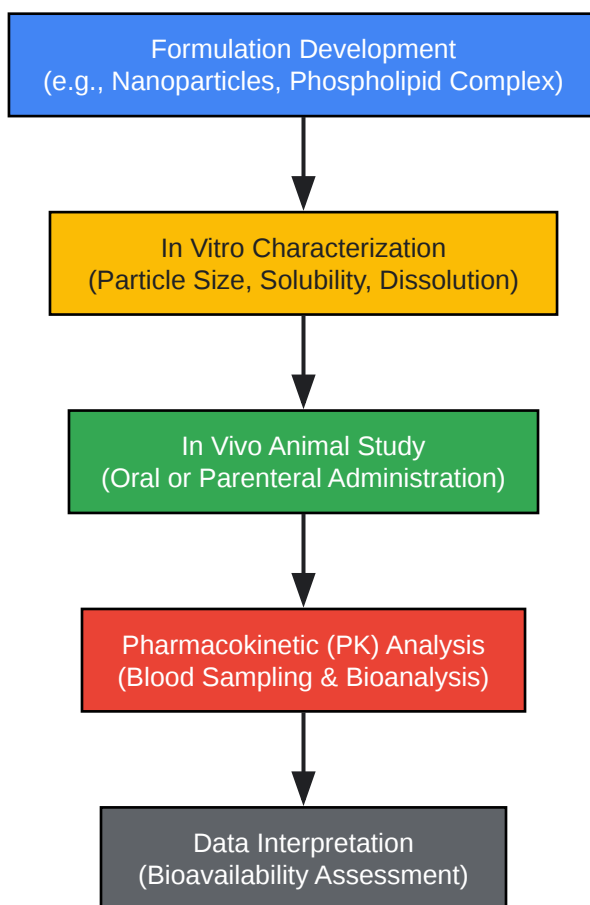 Formulation Development
(e.g., Nanoparticles, Phospholipid Complex)
In Vitro Characterization
(Particle Size, Solubility, Dissolution)
In Vivo Animal Study
(Oral or Parenteral Administration)
Pharmacokinetic (PK) Analysis
(Blood Sampling & Bioanalysis)
Data Interpretation
(Bioavailability Assessment)